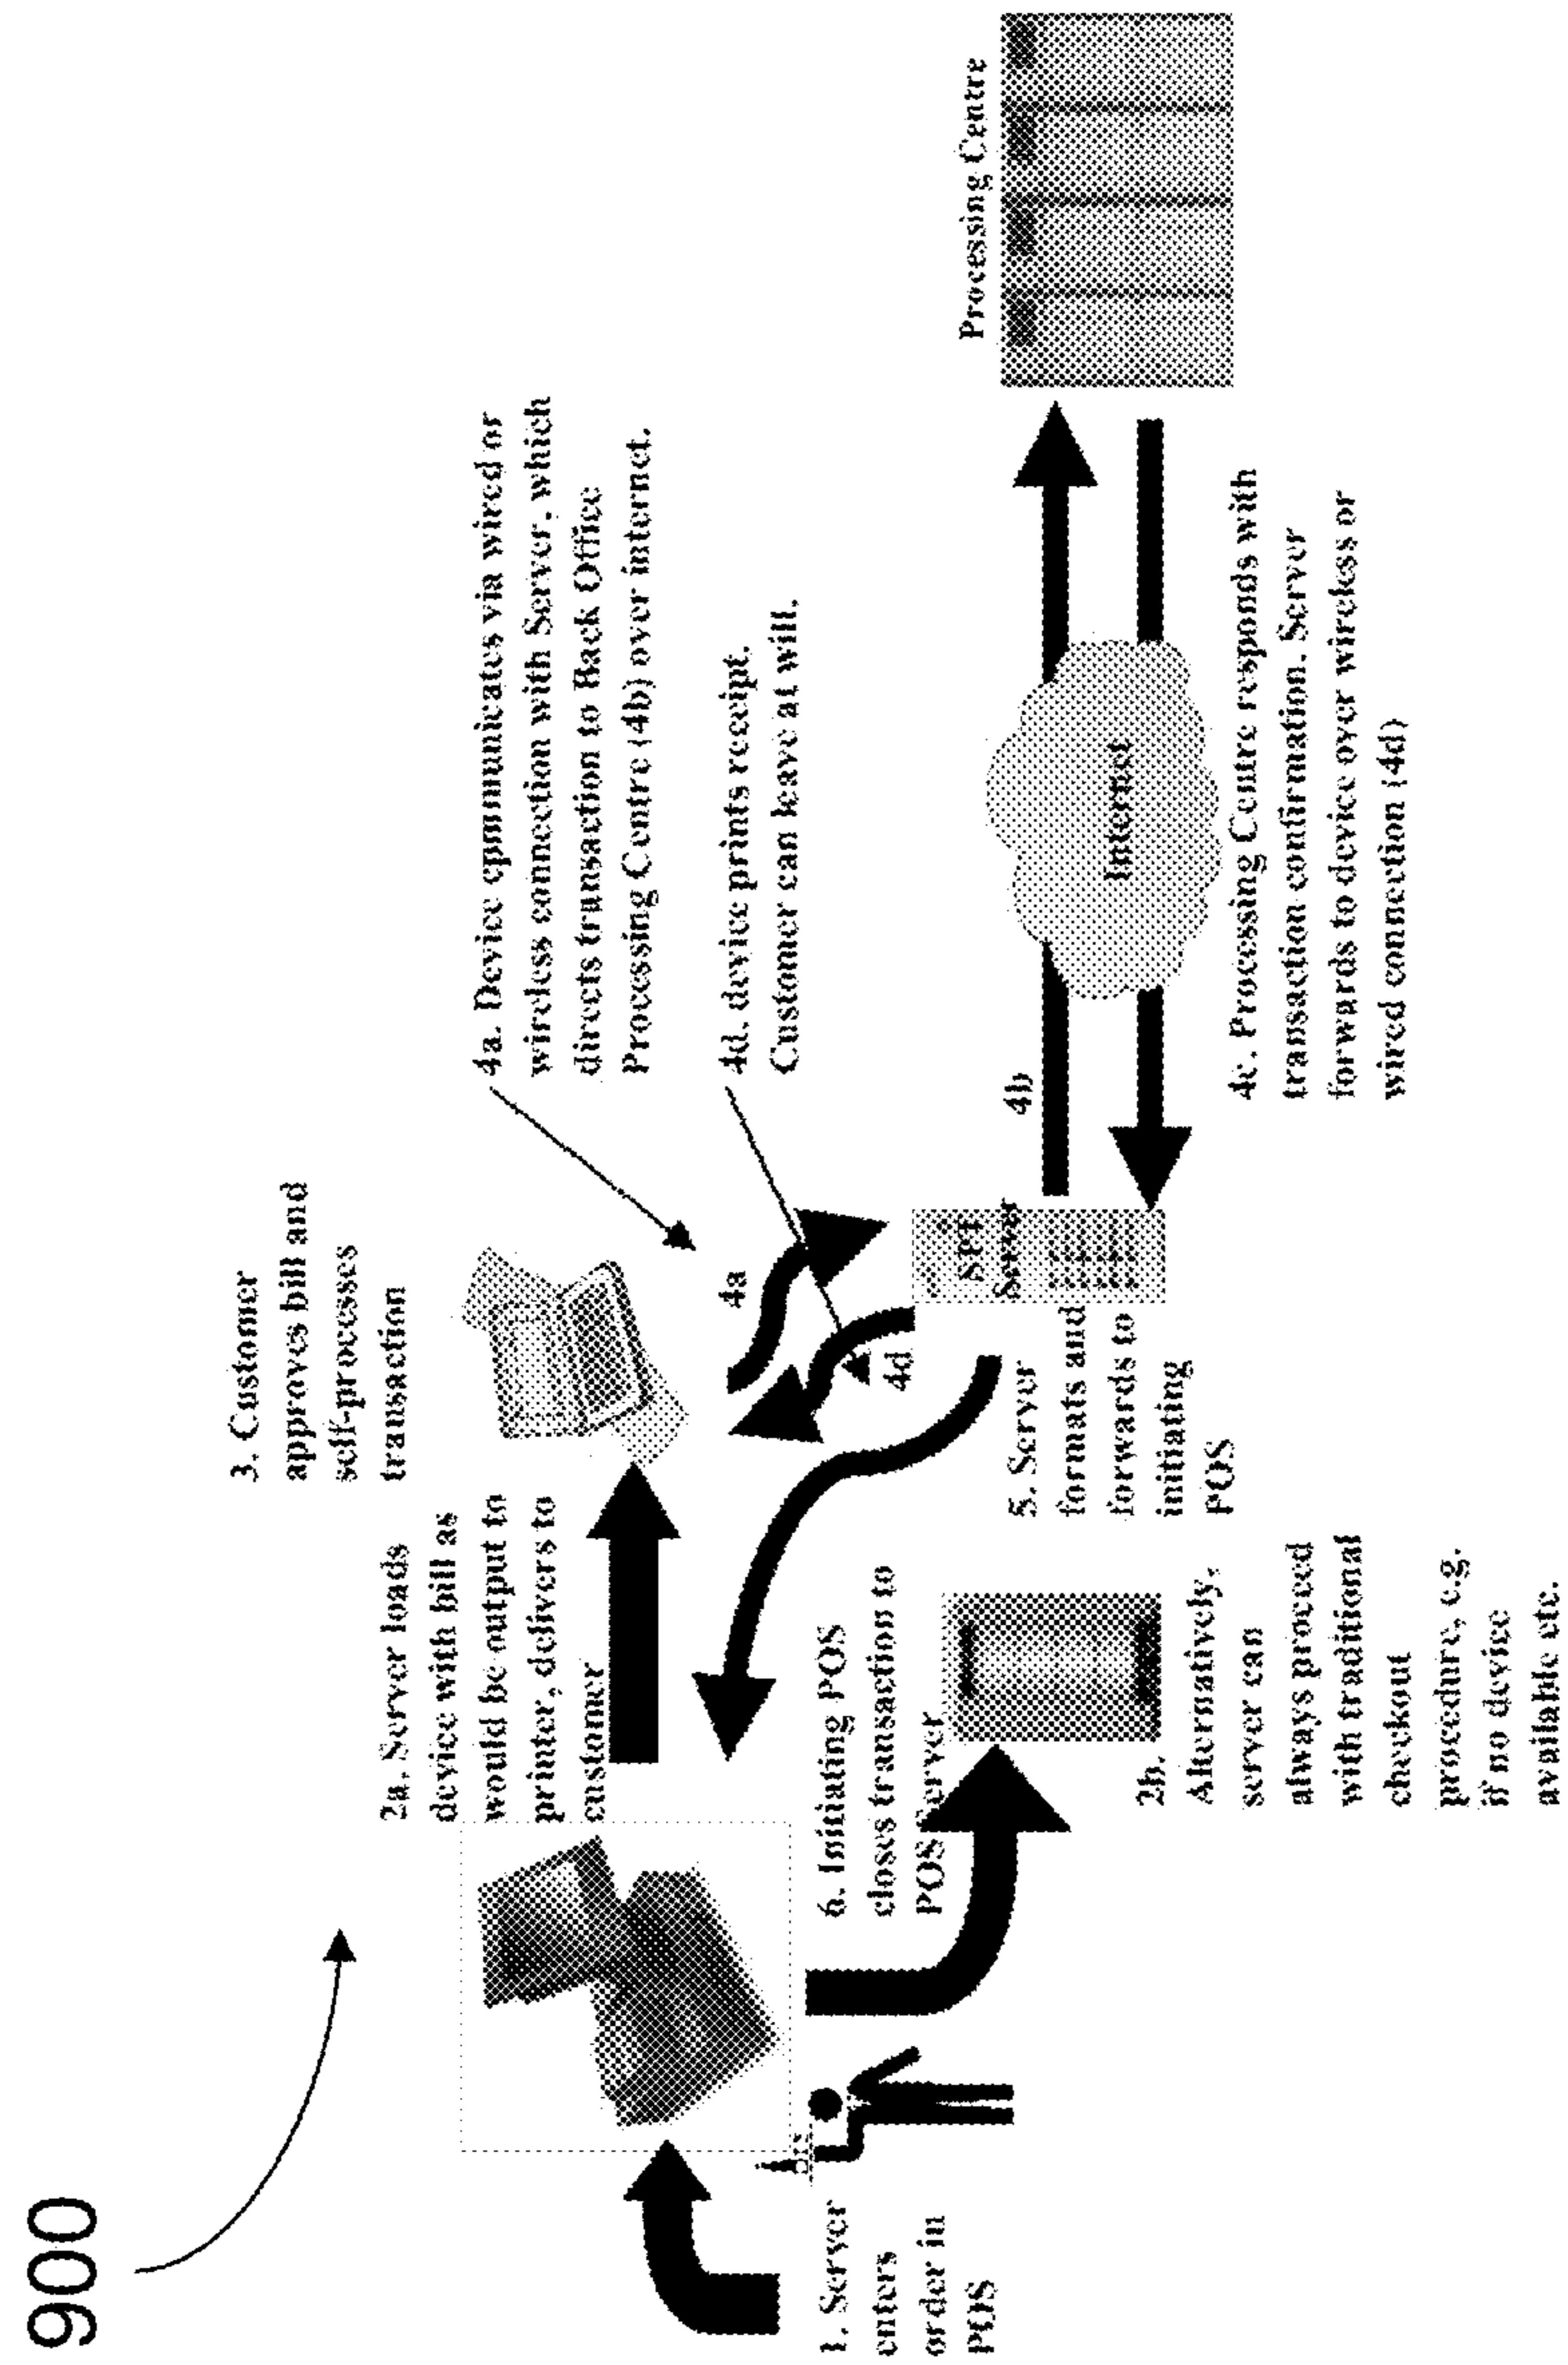 900
1. Server
enters
order in
POS
2a. Server loads
device with bill as
would be output to
printer, delivers to
customer
3. Customer
approves bill and
self-processes
transaction
4a. Device cpmmunicates via wired or
wireless connection with Server, which
directs transaction to Back Office
Processing Centre (4b) over internet.
4d. device prints receipt.
Customer can leave at will.
4a
4d
SPT
Server
4b
Internet
Processing Centre
4c. Processing Centre responds with
transaction confirmation. Server
forwards to device over wireless or
wired connection (4d)
5. Server
formats and
forwards to
initiating
POS
6. Initiating POS
closes transaction to
POS Server
2b.
Alternatively,
server can
always proceed
with traditional
checkout
procedure, e.g.
if no device
available etc.